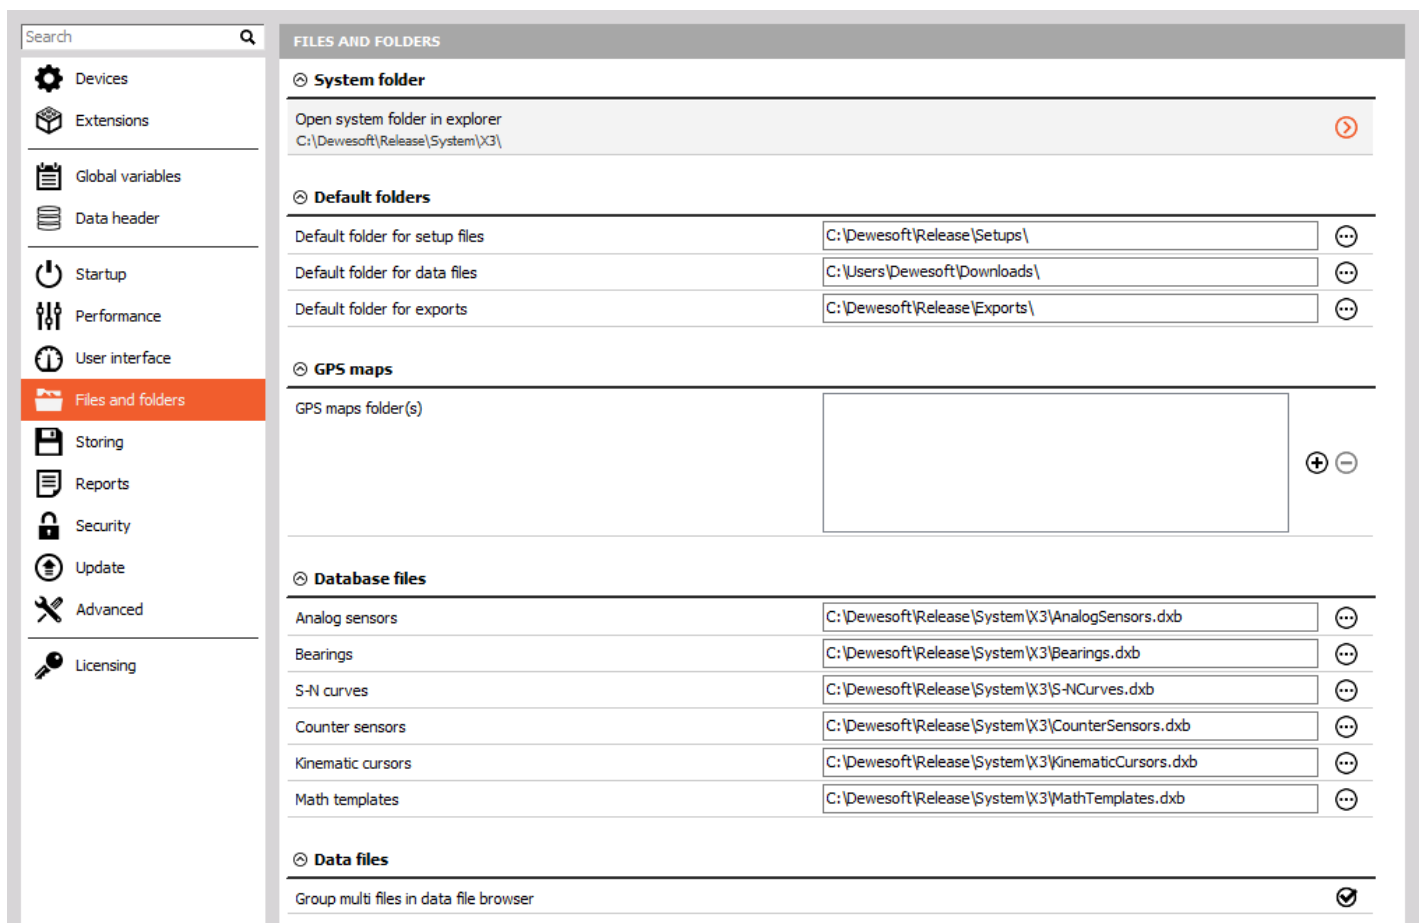 Search
Devices
Extensions
Global variables
Data header
Startup
Performance
User interface
Files and folders
Storing
Reports
Security
Update
Advanced
Licensing
FILES AND FOLDERS
System folder
Open system folder in explorer
C:\Dewesoft\Release\System\X3\
Default folders
Default folder for setup files C:\Dewesoft\Release\Setups\
Default folder for data files C:\Users\Dewesoft\Downloads\
Default folder for exports C:\Dewesoft\Release\Exports\
GPS maps
GPS maps folder(s)
Database files
Analog sensors C:\Dewesoft\Release\System\X3\AnalogSensors.dxb
Bearings C:\Dewesoft\Release\System\X3\Bearings.dxb
S-N curves C:\Dewesoft\Release\System\X3\S-NCurves.dxb
Counter sensors C:\Dewesoft\Release\System\X3\CounterSensors.dxb
Kinematic cursors C:\Dewesoft\Release\System\X3\KinematicCursors.dxb
Math templates C:\Dewesoft\Release\System\X3\MathTemplates.dxb
Data files
Group multi files in data file browser